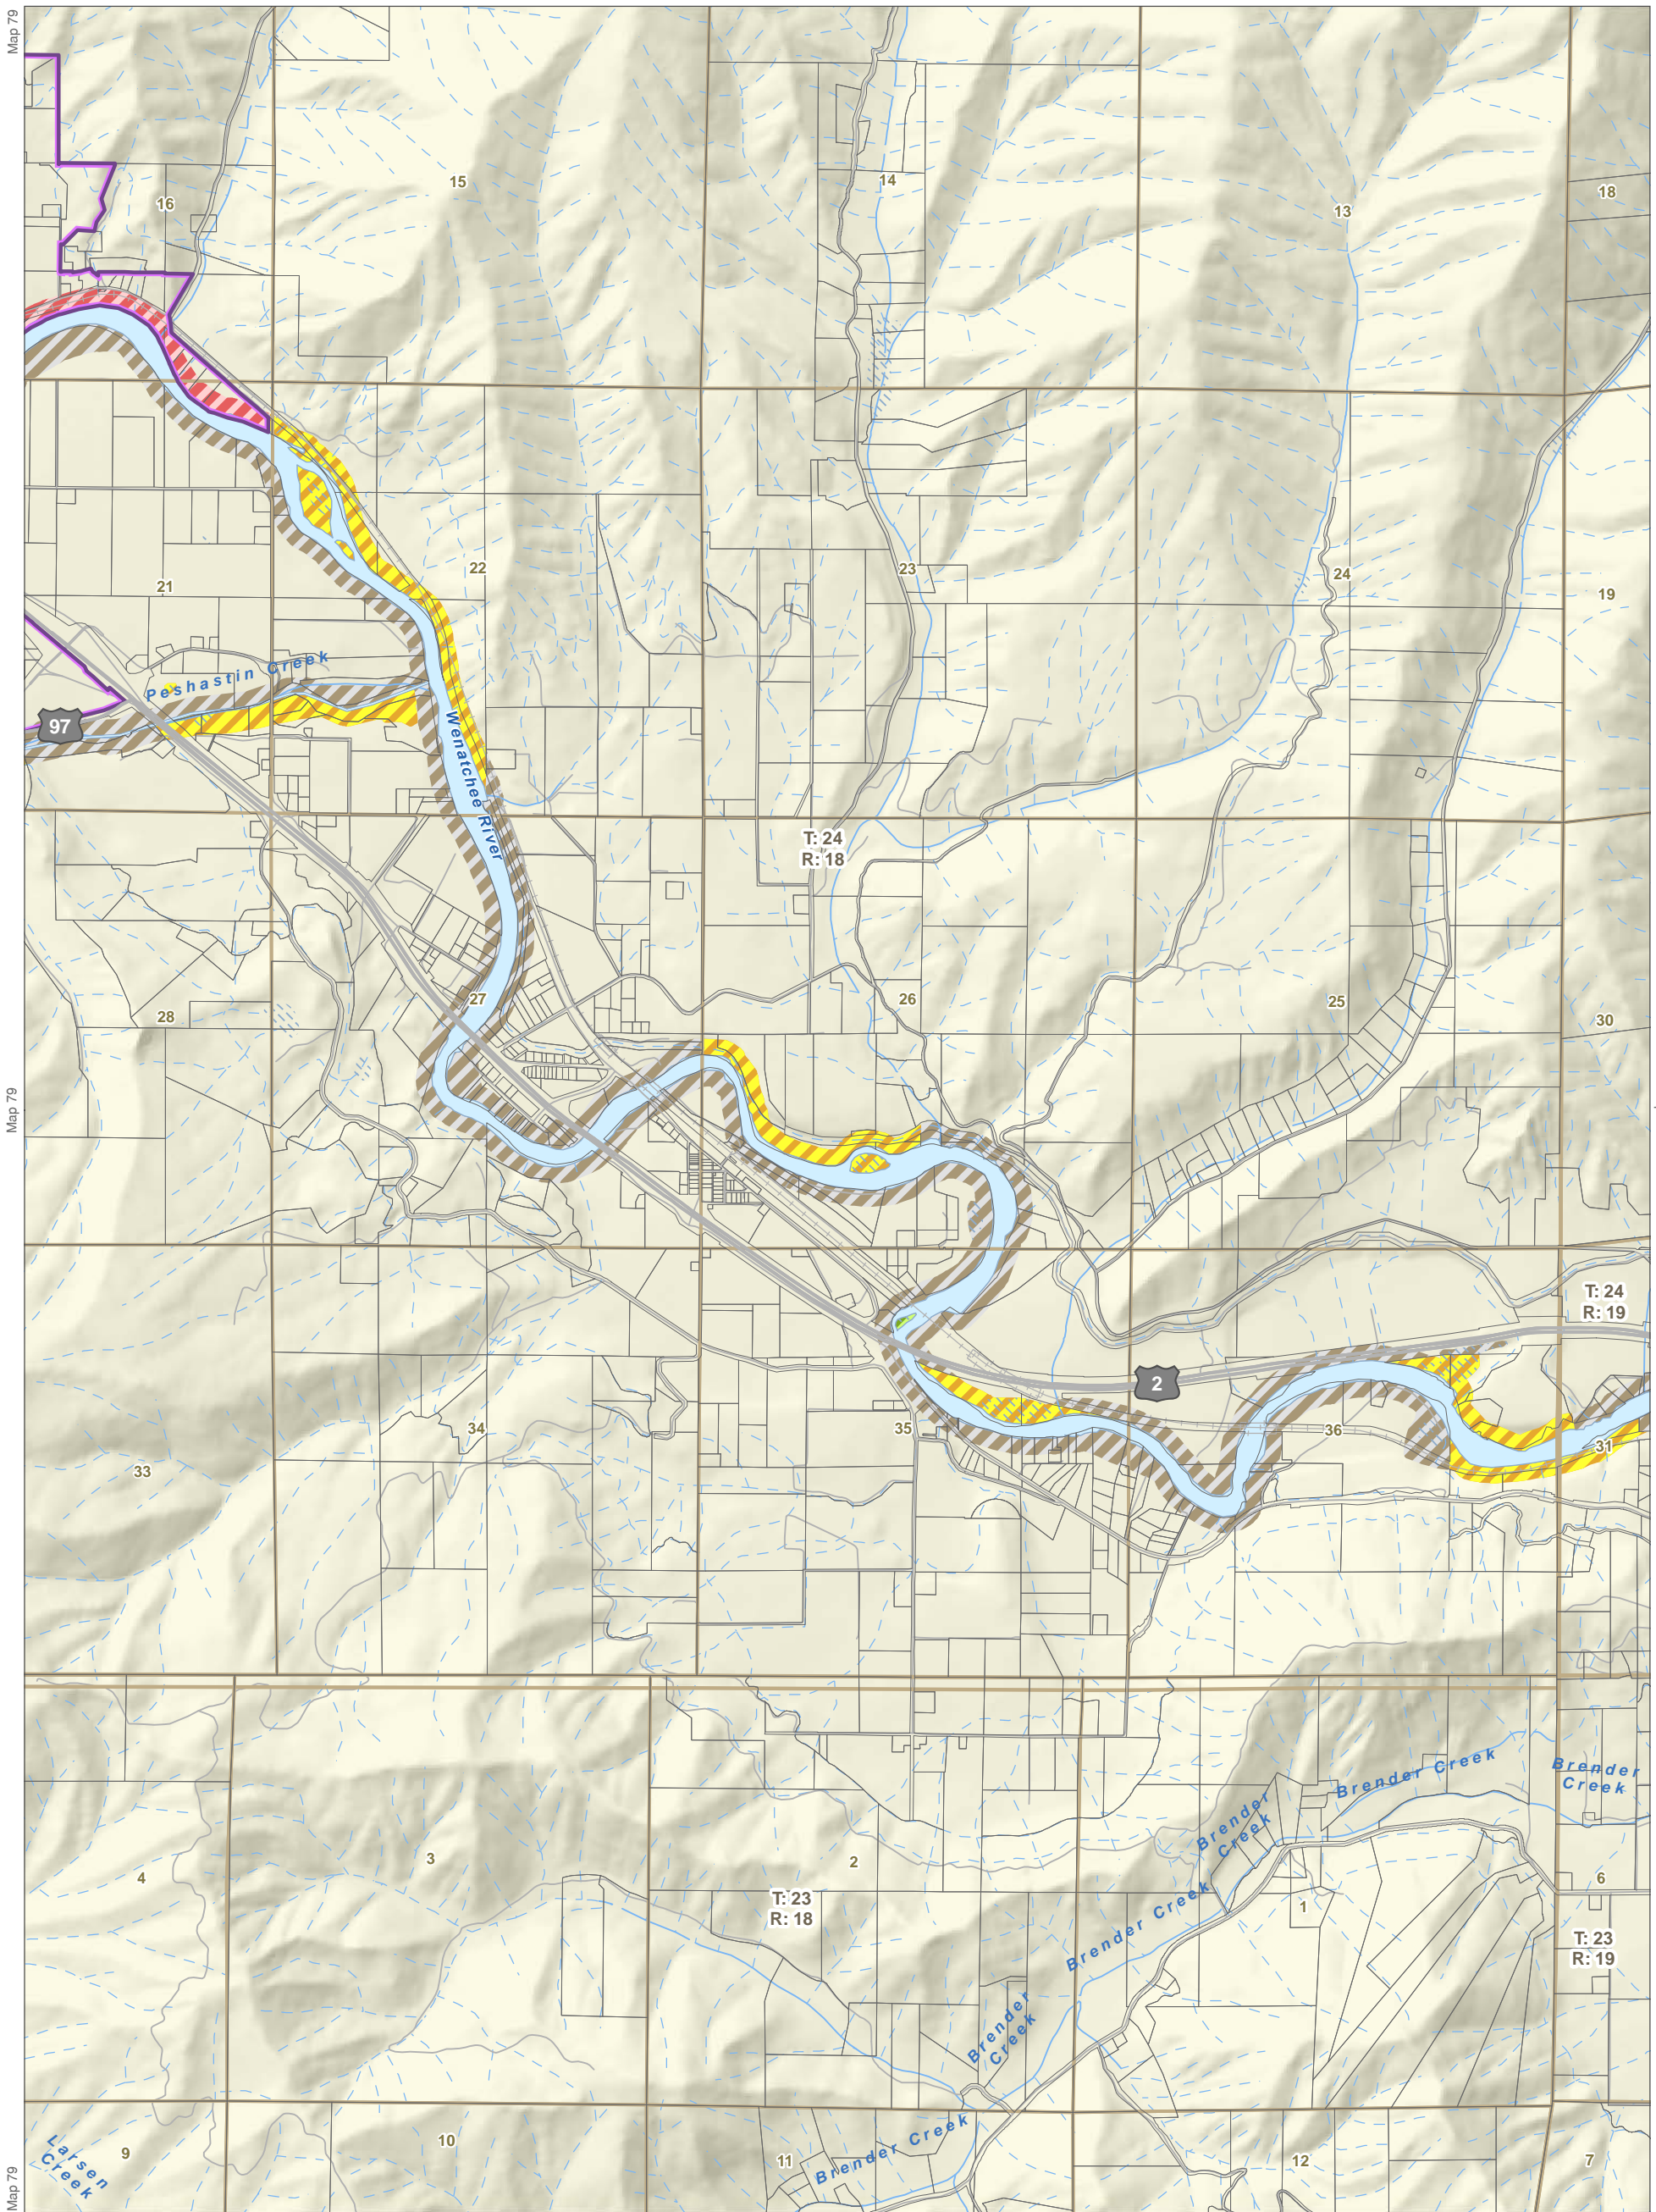 Map 79
15
14
13
18
16
21
22
23
24
19
Peshastin Creek
97
Wenatchee River
T: 24
R: 18
27
26
25
28
30
T: 24
R: 19
2
34
35
36
31
33
Brender Creek
Brender
Creek
Brender
Creek
4
3
2
T: 23
R: 18
Brender Creek
1
6
T: 23
R: 19
Brender
Creek
Larsen
Creek
9
10
11
Brender Creek
12
7
Map 79
Map 79